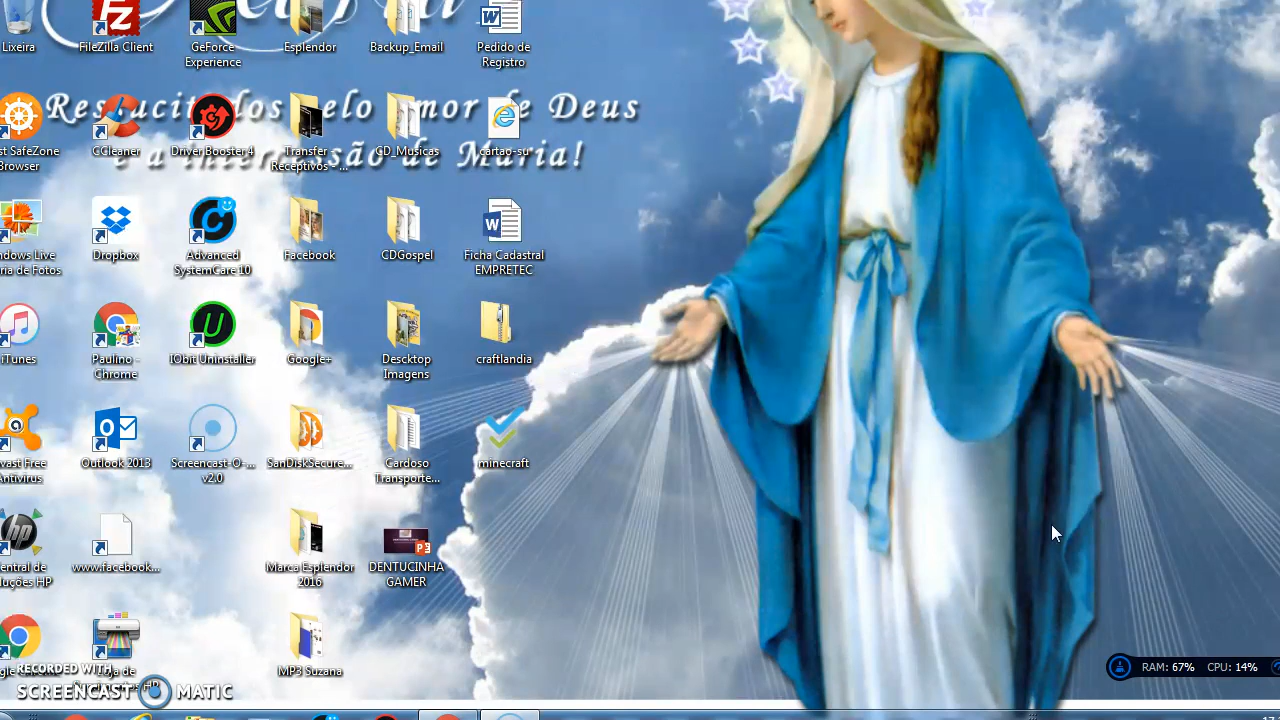 Lixeira
FileZilla Client
GeForce
Experience
Esplendor
Backup_Email
Pedido de
Registro
pelo amor de Deus
e a intercessão de Maria!
st SafeZone
Browser
CCleaner
Driver Booster 4
Transfer -
Receptivos - ...
CD_Musicas
cartao-su
ndows Live
ria de Fotos
Dropbox
Advanced
SystemCare 10
Facebook
CDGospel
Ficha Cadastral
EMPRETEC
iTunes
Paulino -
Chrome
IObit Uninstaller
Google+
Descktop
Imagens
craftlandia
vast Free
Antivírus
Outlook 2013
Screencast-O-...
v2.0
SanDiskSecure...
Cardoso
Transporte...
minecraft
hp
entral de
luções HP
www.facebook...
Marca Esplendor
2016
DENTUCINHA
GAMER
MP3 Suzana
RECORDED WITH
SCREENCAST MATIC
RAM: 67% CPU: 14%